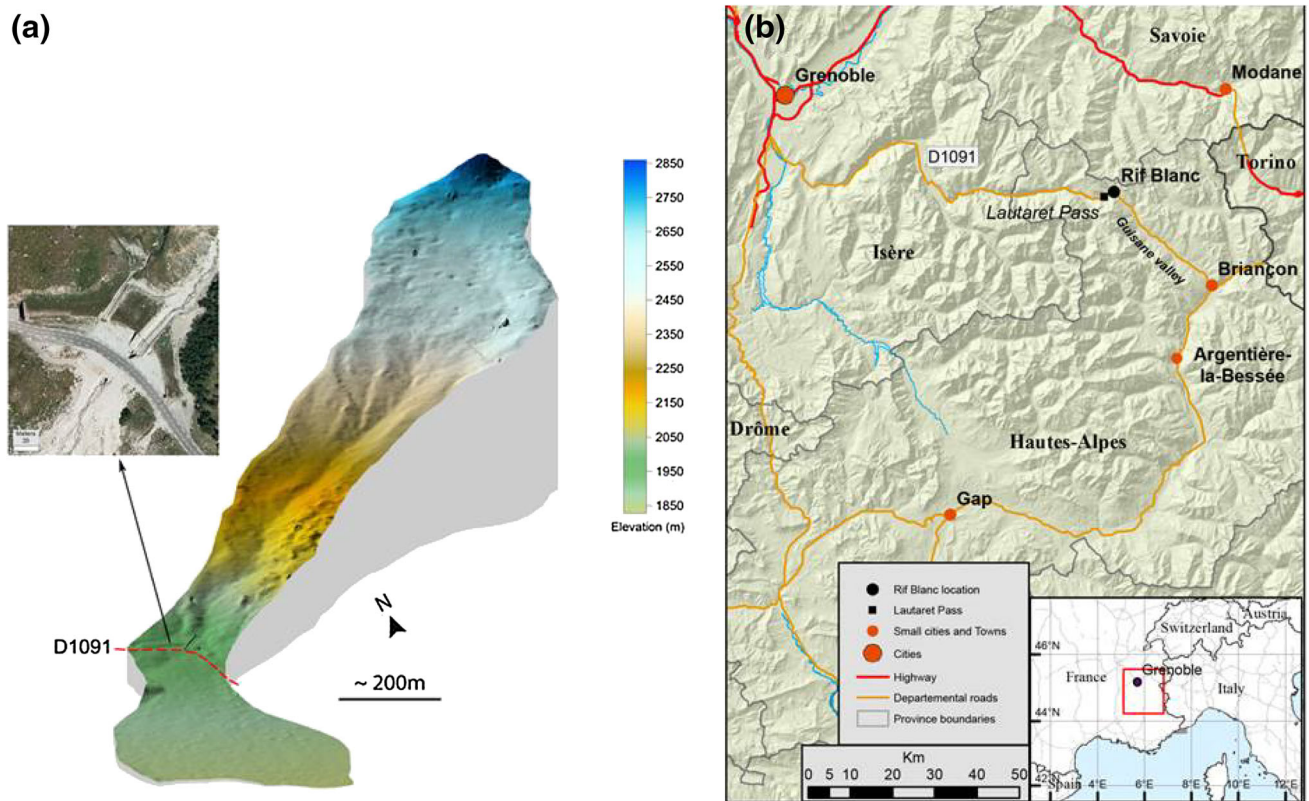 (a)
2850
2750
2650
2550
2450
2350
2250
2150
2050
1950
1850
Elevation (m)
Meters
20
D1091
N
~ 200m
(b)
Savoie
Grenoble
Modane
D1091
Torino
Rif Blanc
Lautaret Pass
Guisane valley
Isère
Briançon
Argentière-
la-Bessée
Drôme
Hautes-Alpes
Gap
Rif Blanc location
Lautaret Pass
Small cities and Towns
Cities
Highway
Departemental roads
Province boundaries
Km
0 5 10 20 30 40 50
Switzerland
Austria
46°N
Grenoble
France
Italy
44°N
42°N
Spain
4°E
6°E
8°E
10°E
12°E